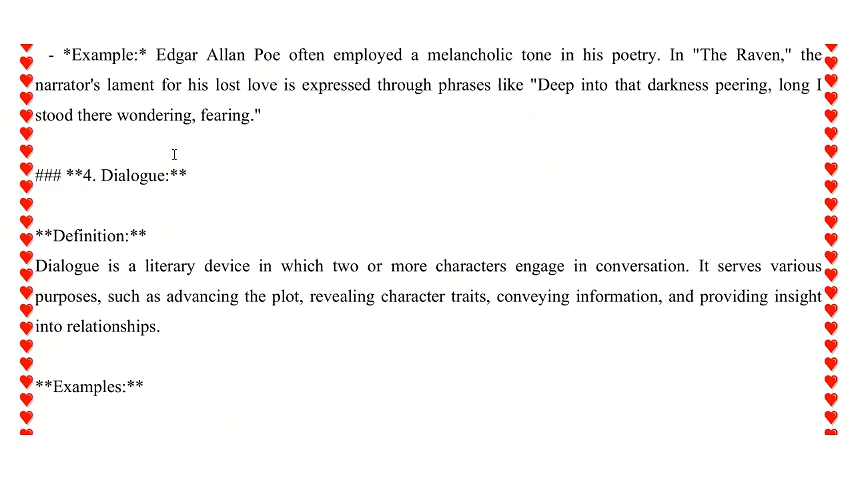 - *Example:* Edgar Allan Poe often employed a melancholic tone in his poetry. In "The Raven," the
narrator's lament for his lost love is expressed through phrases like "Deep into that darkness peering, long I
stood there wondering, fearing."
### **4. Dialogue:**
**Definition:**
Dialogue is a literary device in which two or more characters engage in conversation. It serves various
purposes, such as advancing the plot, revealing character traits, conveying information, and providing insight
into relationships.
**Examples:**